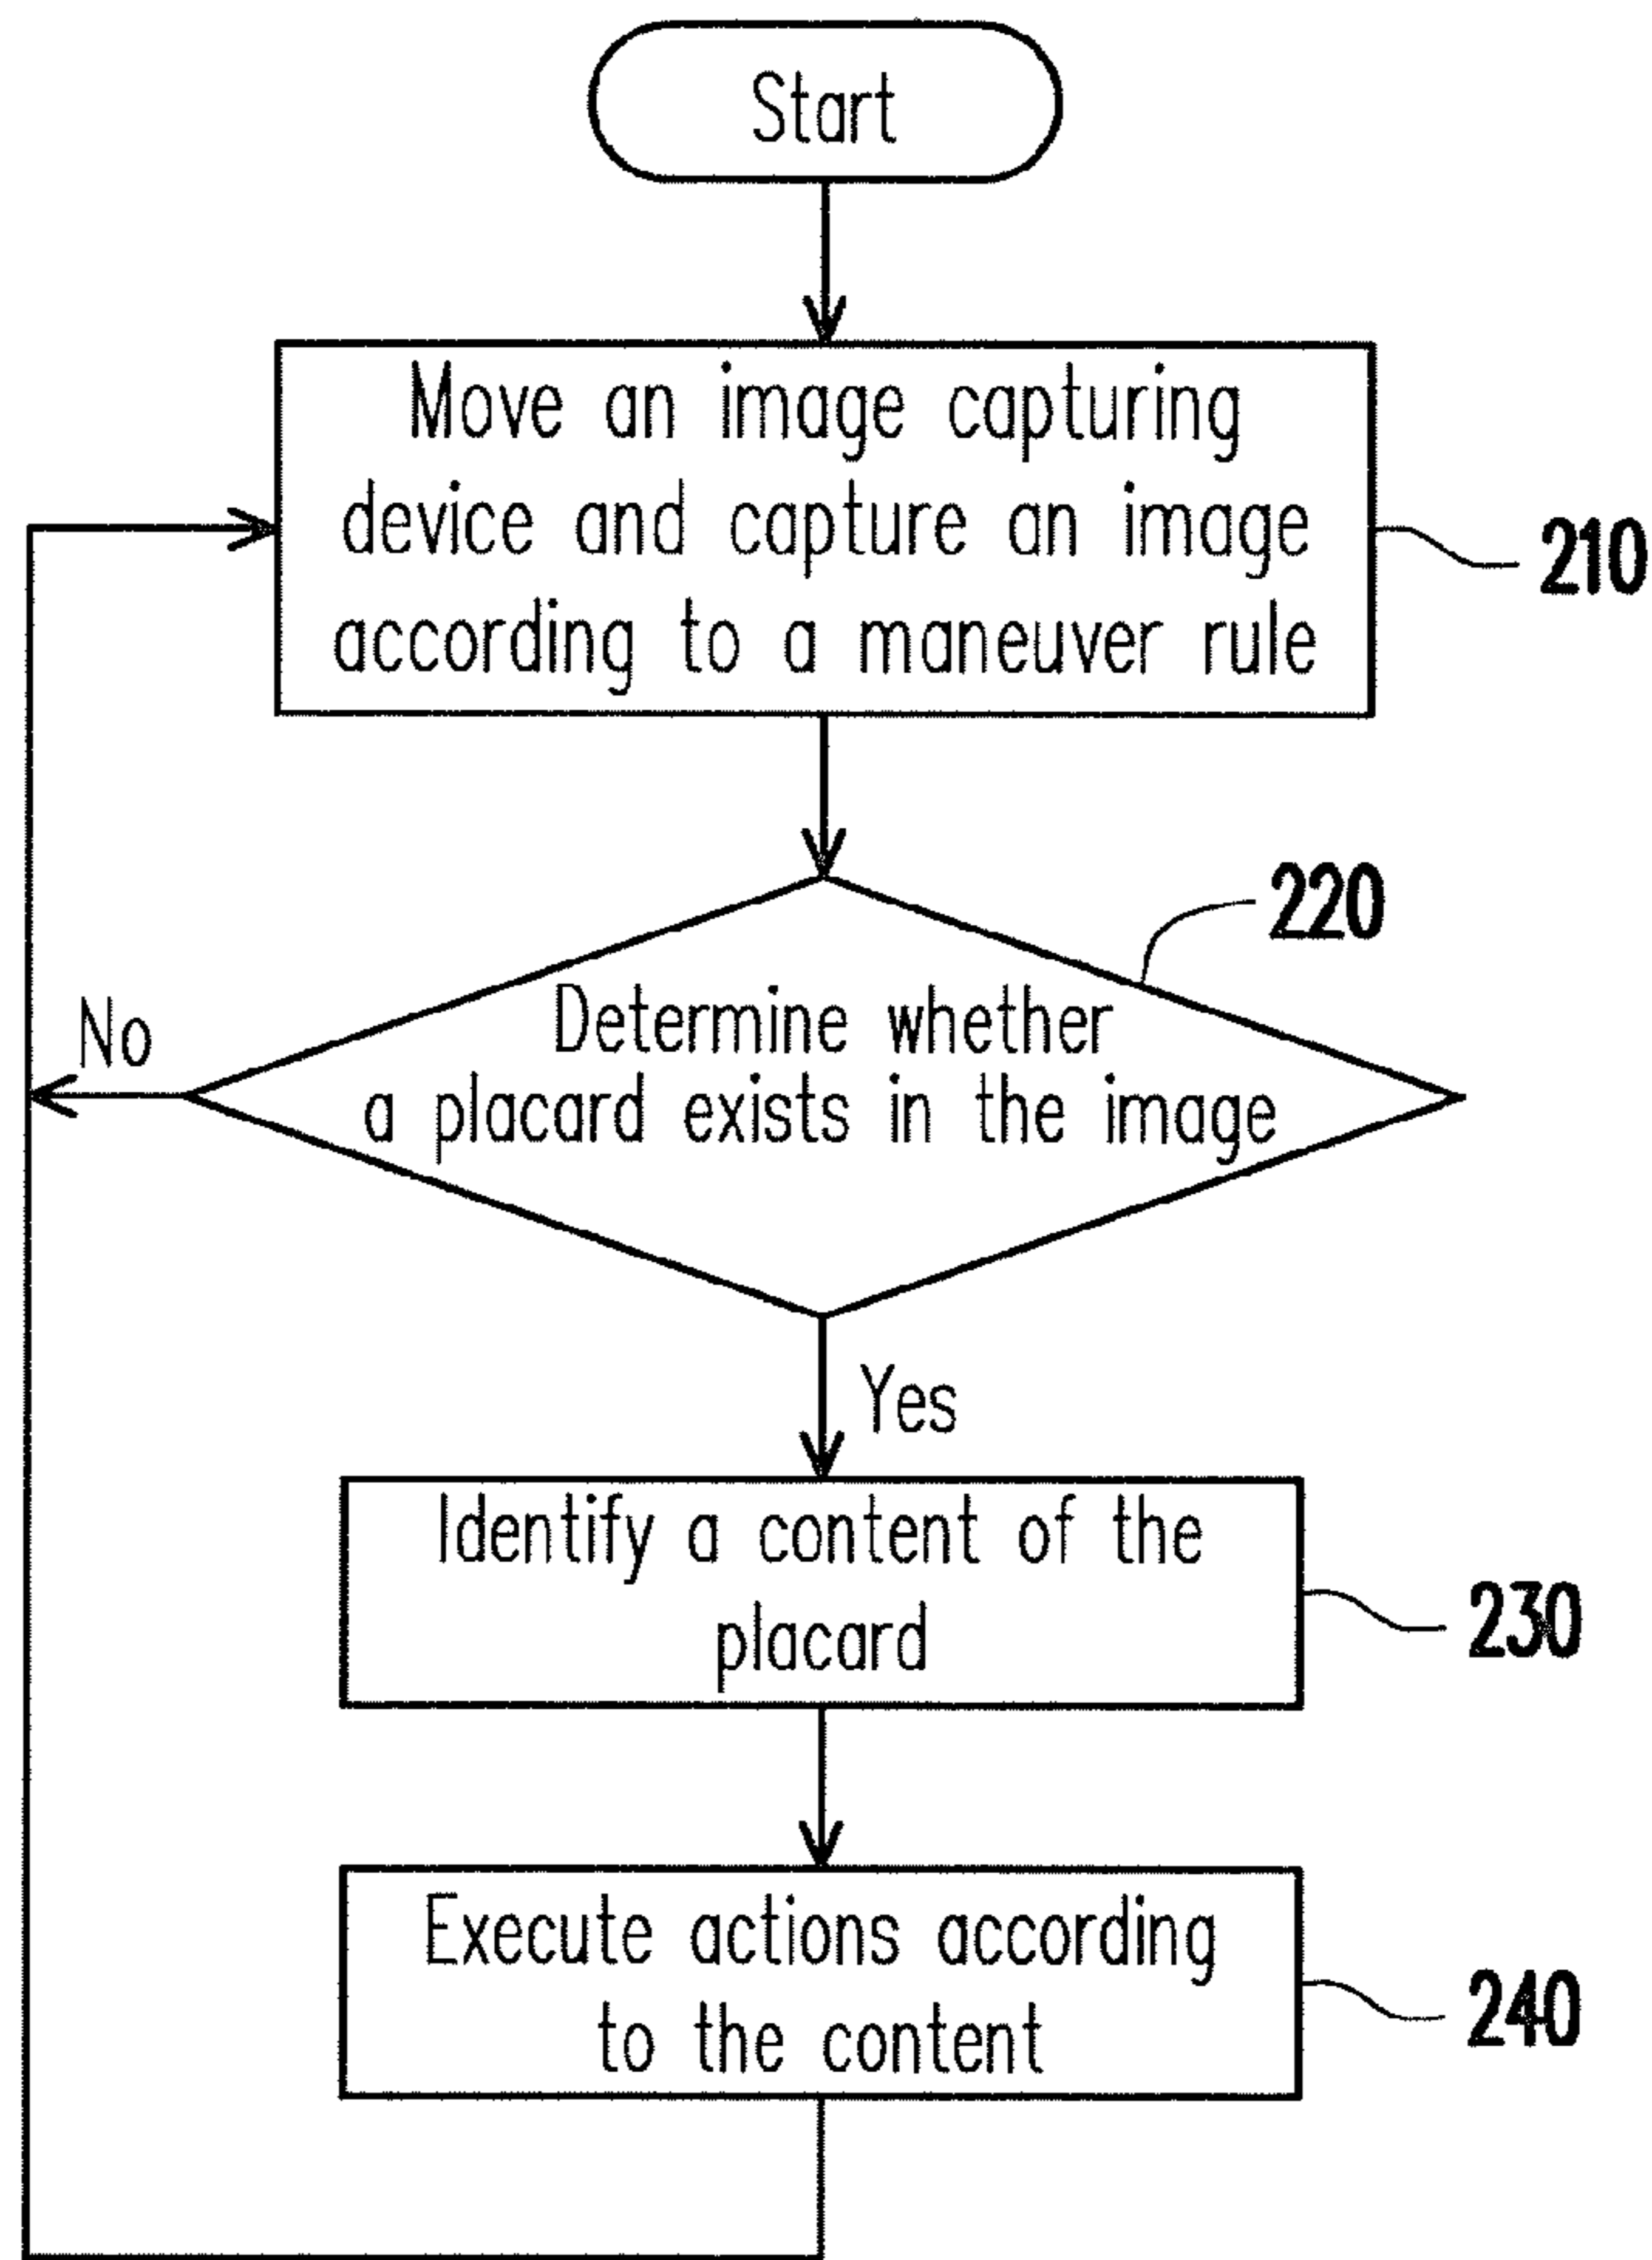 Start
Move an image capturing
device and capture an image
according to a maneuver rule
210
220
Determine whether
a placard exists in the image
No
Yes
Identify a content of the
placard
230
Execute actions according
to the content
240